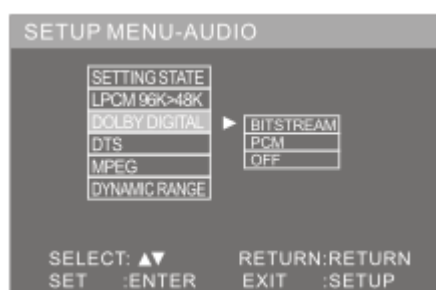 SETUP MENU-AUDIO
SETTING STATE
LPCM 96K>48K
DOLBY DIGITAL
DTS
MPEG
DYNAMIC RANGE
BITSTREAM
PCM
OFF
SELECT: ▲▼ RETURN:RETURN
SET :ENTER EXIT :SETUP